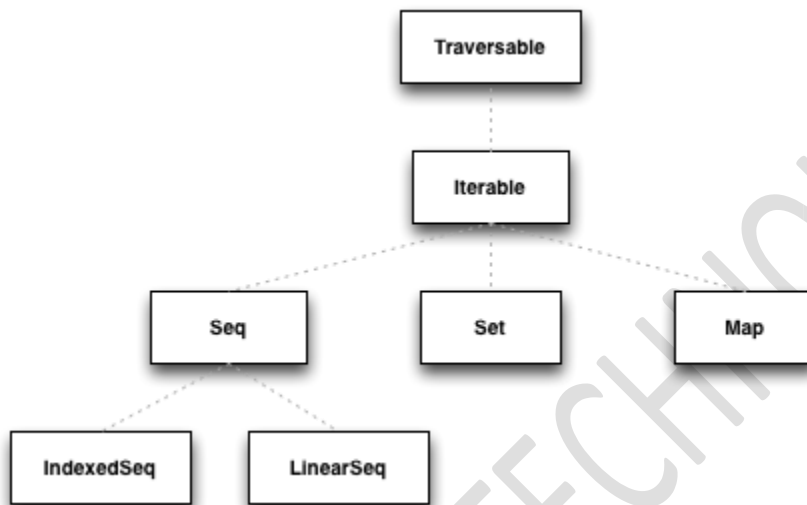 Traversable
Iterable
Seq
Set
Map
IndexedSeq
LinearSeq